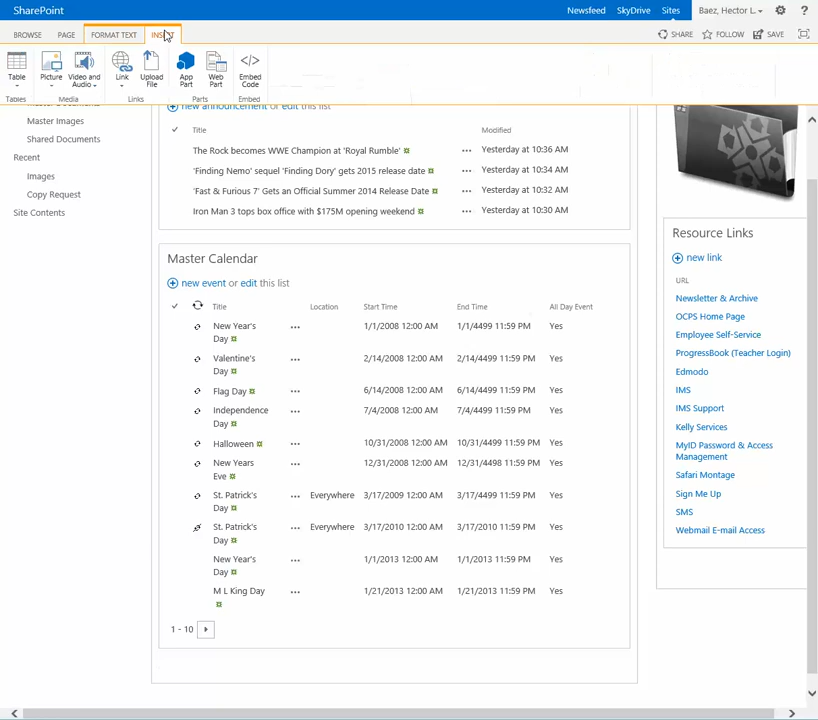 SharePoint
Newsfeed SkyDrive Sites Baez, Hector L. ?
BROWSE PAGE FORMAT TEXT INSERT
SHARE FOLLOW SAVE
Table Picture Video and Audio Link Upload File App Part Web Part Embed Code
Tables Media Links Parts Embed
new announcement or edit this list
Master Images
Shared Documents
Recent
Images
Copy Request
Site Contents
Title Modified
The Rock becomes WWE Champion at 'Royal Rumble' ... Yesterday at 10:36 AM
'Finding Nemo' sequel 'Finding Dory' gets 2015 release date ... Yesterday at 10:34 AM
'Fast & Furious 7' Gets an Official Summer 2014 Release Date ... Yesterday at 10:32 AM
Iron Man 3 tops box office with $175M opening weekend ... Yesterday at 10:30 AM
Master Calendar
new event or edit this list
Title Location Start Time End Time All Day Event
New Year's Day ... 1/1/2008 12:00 AM 1/1/4499 11:59 PM Yes
Valentine's Day ... 2/14/2008 12:00 AM 2/14/4499 11:59 PM Yes
Flag Day ... 6/14/2008 12:00 AM 6/14/4499 11:59 PM Yes
Independence Day ... 7/4/2008 12:00 AM 7/4/4499 11:59 PM Yes
Halloween ... 10/31/2008 12:00 AM 10/31/4499 11:59 PM Yes
New Years Eve ... 12/31/2008 12:00 AM 12/31/4498 11:59 PM Yes
St. Patrick's Day ... Everywhere 3/17/2009 12:00 AM 3/17/4499 11:59 PM Yes
St. Patrick's Day ... Everywhere 3/17/2010 12:00 AM 3/17/2010 11:59 PM Yes
New Year's Day ... 1/1/2013 12:00 AM 1/1/2013 11:59 PM Yes
M L King Day ... 1/21/2013 12:00 AM 1/21/2013 11:59 PM Yes
1 - 10
Resource Links
new link
URL
Newsletter & Archive
OCPS Home Page
Employee Self-Service
ProgressBook (Teacher Login)
Edmodo
IMS
IMS Support
Kelly Services
MyID Password & Access
Management
Safari Montage
Sign Me Up
SMS
Webmail E-mail Access